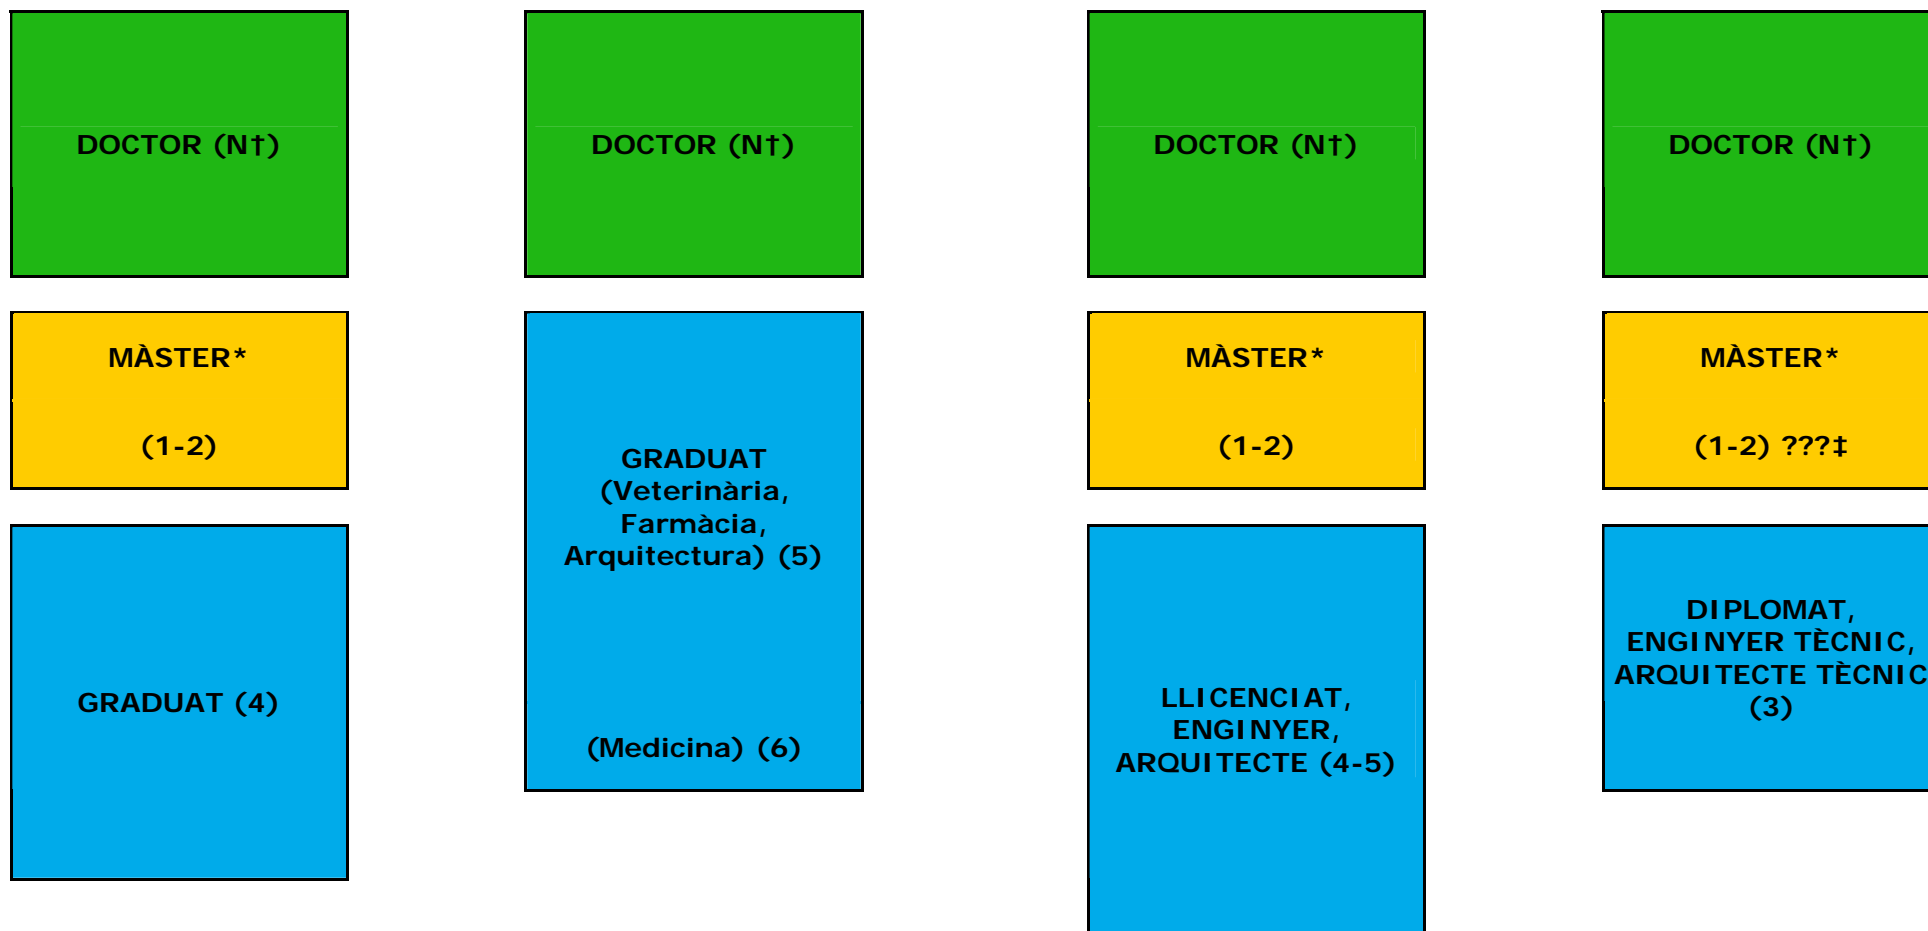 DOCTOR (N†)
DOCTOR (N†)
DOCTOR (N†)
DOCTOR (N†)
MÀSTER*
(1-2)
GRADUAT
(Veterinària,
Farmàcia,
Arquitectura) (5)
(Medicina) (6)
MÀSTER*
(1-2)
MÀSTER*
(1-2) ???‡
GRADUAT (4)
LLICENCIAT,
ENGINYER,
ARQUITECTE (4-5)
DIPLOMAT,
ENGINYER TÈCNIC,
ARQUITECTE TÈCNIC
(3)